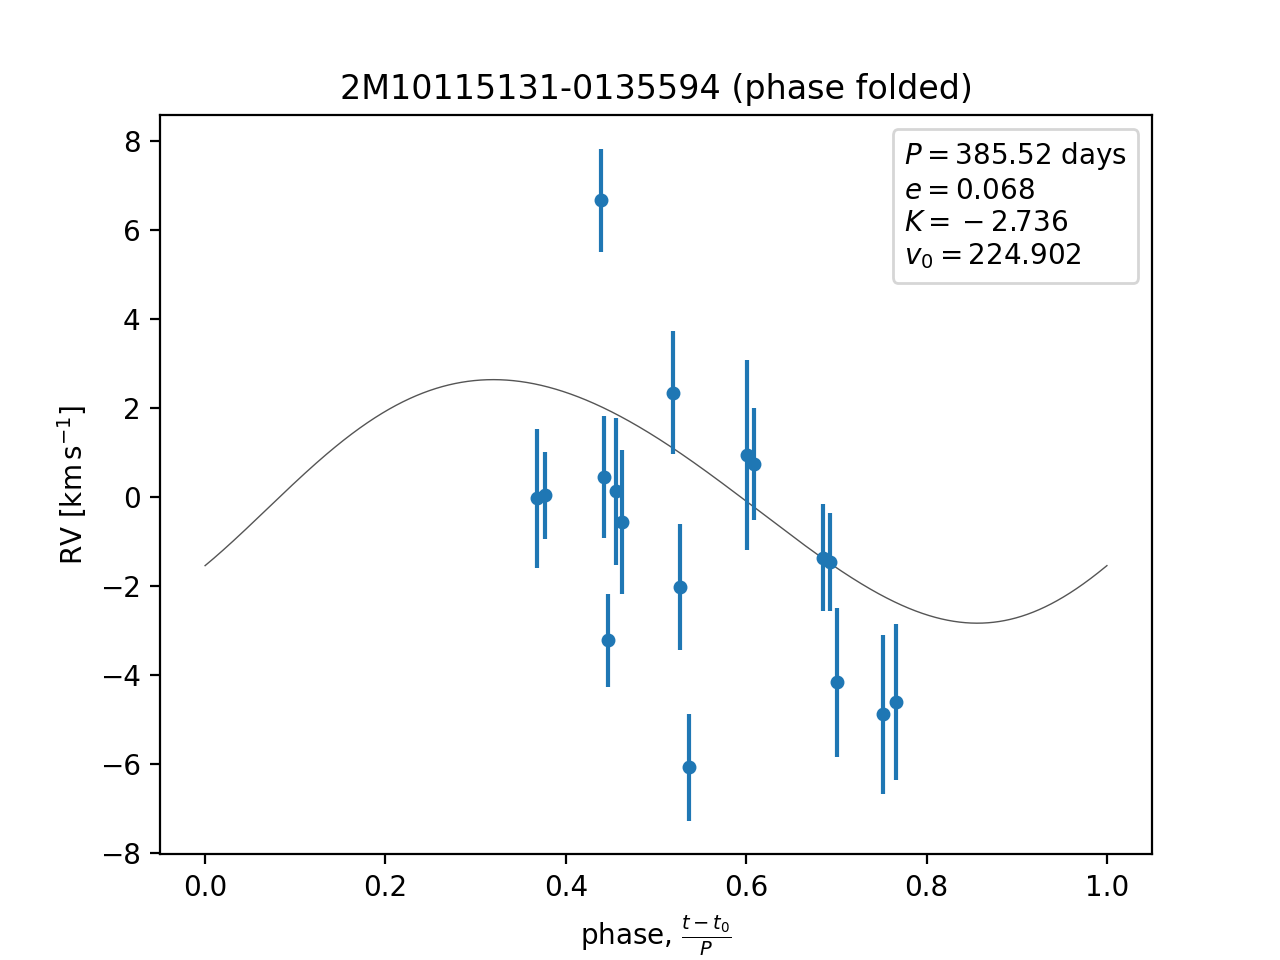 2M10115131-0135594 (phase folded)
P = 385.52 days
e = 0.068
K = −2.736
v₀ = 224.902
8
6
4
2
0
−2
−4
−6
−8
RV [km s⁻¹]
0.0 0.2 0.4 0.6 0.8 1.0
phase, (t − t₀)/P